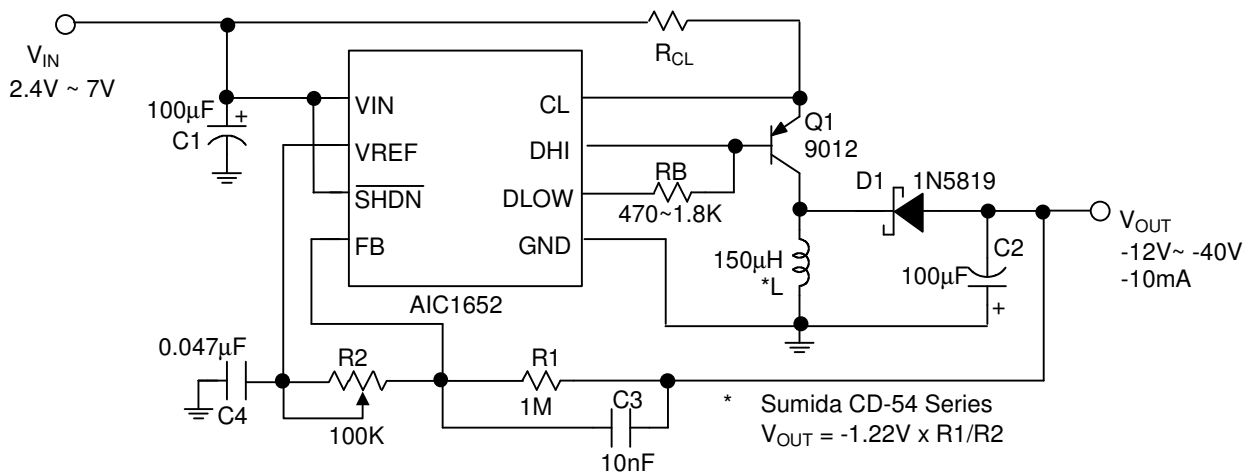 V_IN
2.4V ~ 7V
R_CL
100µF
+
C1
VIN
VREF
SHDN
FB
CL
DHI
DLOW
GND
AIC1652
Q1
9012
RB
470~1.8K
D1
1N5819
150µH
*L
C2
100µF
+
V_OUT
-12V~ -40V
-10mA
0.047µF
C4
R2
100K
R1
1M
C3
10nF
* Sumida CD-54 Series
V_OUT = -1.22V x R1/R2